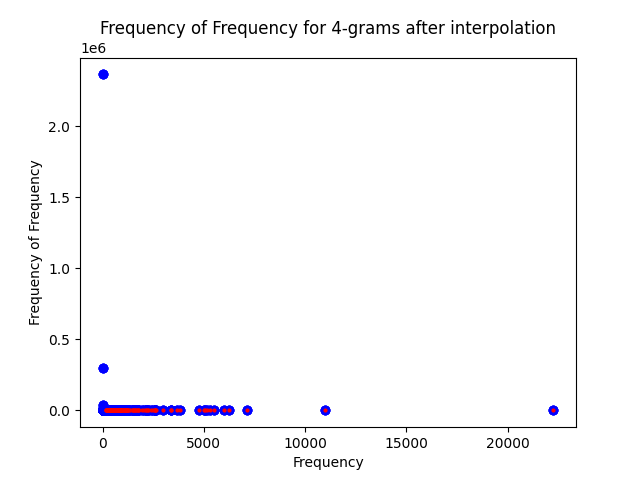 Frequency of Frequency for 4-grams after interpolation
1e6
2.0
1.5
1.0
0.5
0.0
Frequency of Frequency
0 5000 10000 15000 20000
Frequency